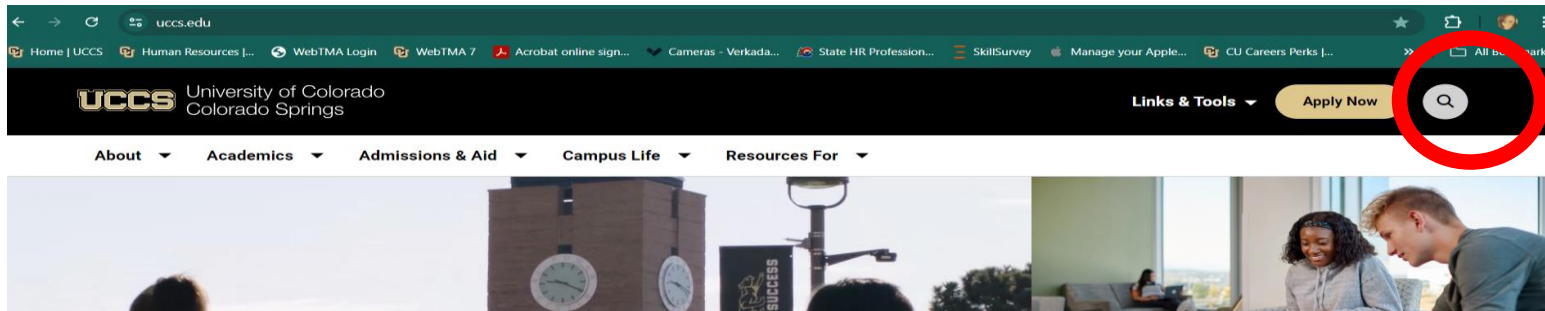 uccs.edu
Home | UCCS Human Resources |... WebTMA Login WebTMA 7 Acrobat online sign... Cameras - Verkada... State HR Profession... SkillSurvey Manage your Apple... CU Careers Perks |... » All
UCCS University of Colorado
Colorado Springs
Links & Tools Apply Now
About Academics Admissions & Aid Campus Life Resources For
SUCCESS